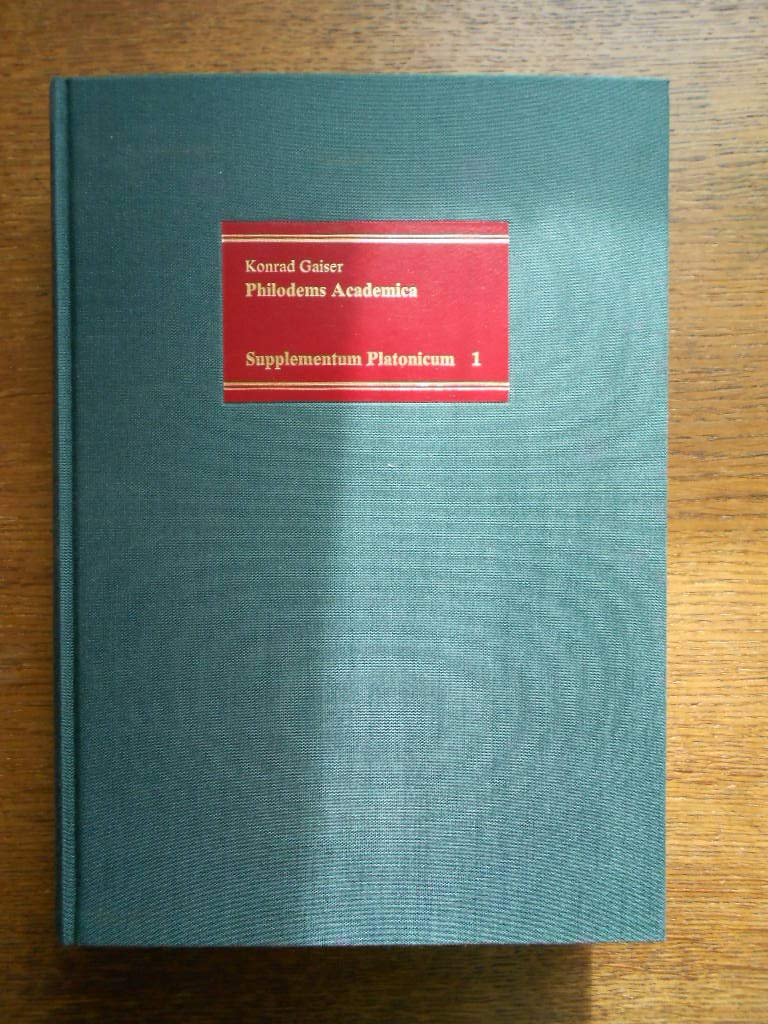 Konrad Gaiser
Philodems Academica
Supplementum Platonicum 1